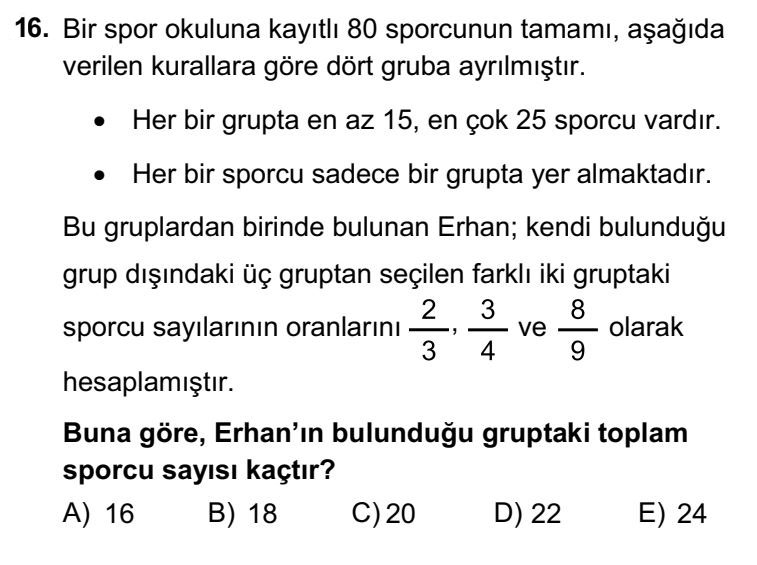 16. Bir spor okuluna kayıtlı 80 sporcunun tamamı, aşağıda
verilen kurallara göre dört gruba ayrılmıştır.
• Her bir grupta en az 15, en çok 25 sporcu vardır.
• Her bir sporcu sadece bir grupta yer almaktadır.
Bu gruplardan birinde bulunan Erhan; kendi bulunduğu
grup dışındaki üç gruptan seçilen farklı iki gruptaki
sporcu sayılarının oranlarını 2/3, 3/4 ve 8/9 olarak
hesaplamıştır.
Buna göre, Erhan'ın bulunduğu gruptaki toplam
sporcu sayısı kaçtır?
A) 16 B) 18 C) 20 D) 22 E) 24